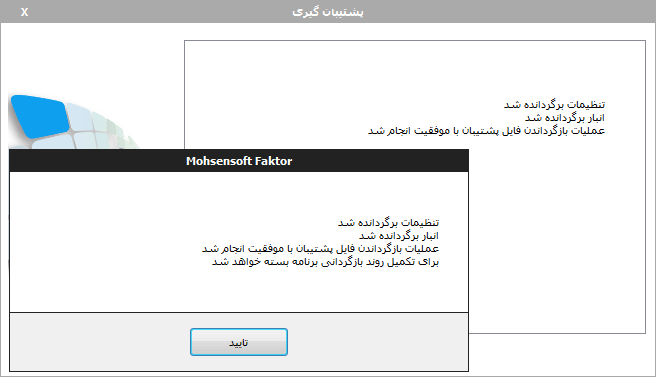 پشتیبان گیری
X
تنظیمات برگردانده شد
انبار برگردانده شد
عملیات بازگرداندن فایل پشتیبان با موفقیت انجام شد
Mohsensoft Faktor
تنظیمات برگردانده شد
انبار برگردانده شد
عملیات بازگرداندن فایل پشتیبان با موفقیت انجام شد
برای تکمیل روند بازگردانی برنامه بسته خواهد شد
تایید